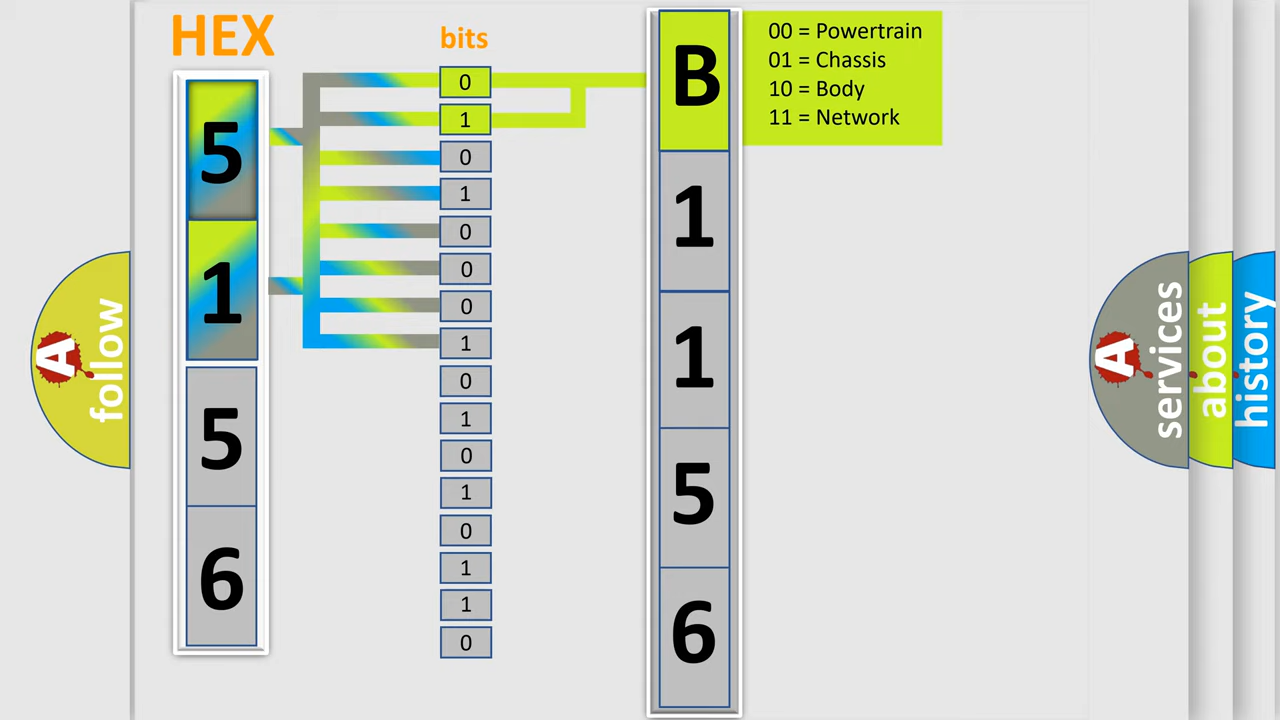 HEX
bits
5
1
5
6
0
1
0
1
0
0
0
1
0
1
0
1
0
1
1
0
B
1
1
5
6
00 = Powertrain
01 = Chassis
10 = Body
11 = Network
A
follow
A
services
about
history